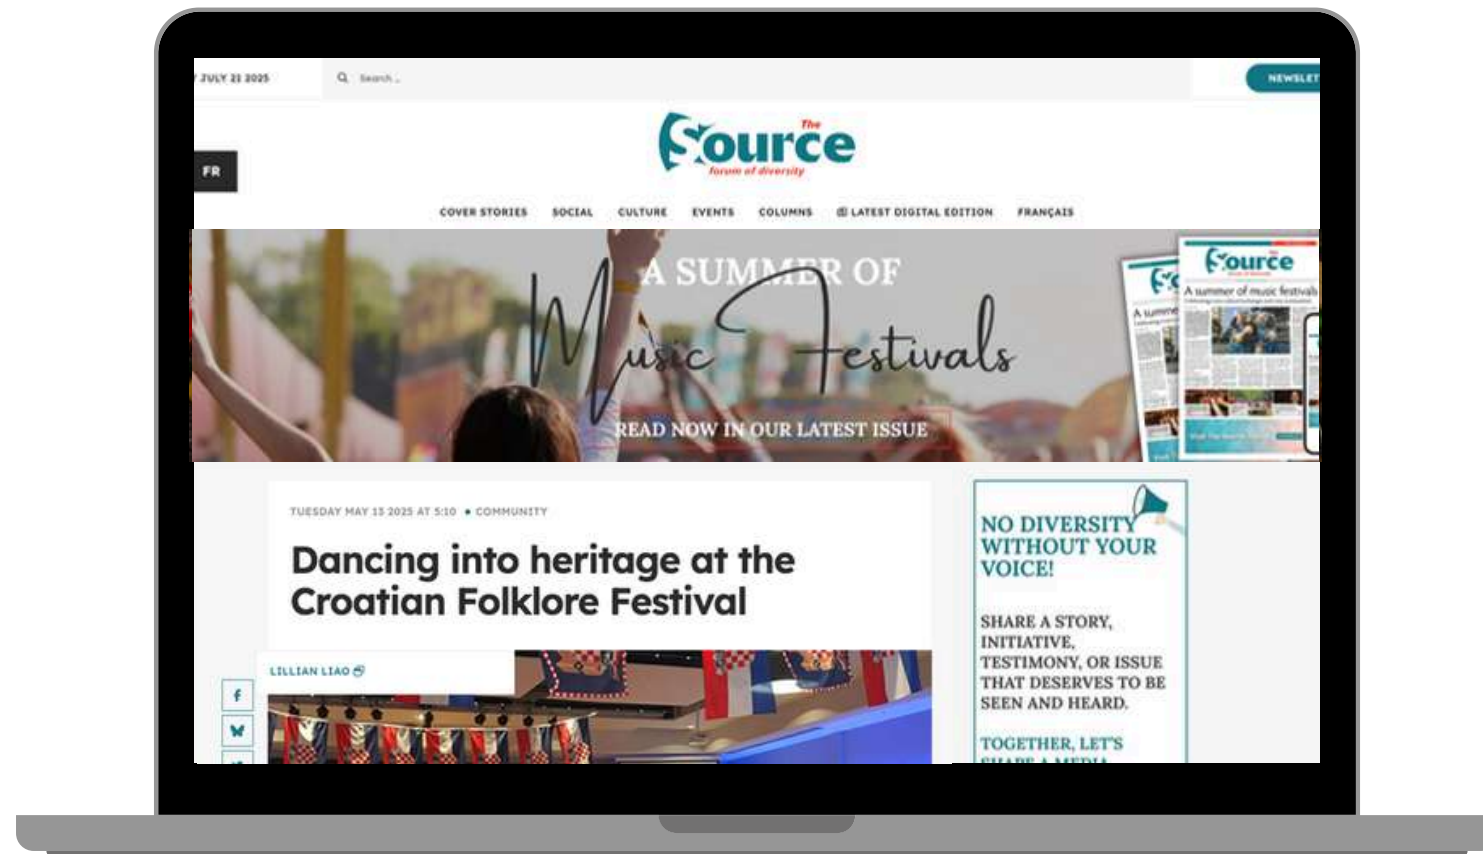 JULY 21 2025
Search ..
NEWSLET
FR
The
Source
forum of diversity
COVER STORIES SOCIAL CULTURE EVENTS COLUMNS LATEST DIGITAL EDITION FRANÇAIS
A SUMMER OF
Music Festivals
READ NOW IN OUR LATEST ISSUE
Source
A summer of music festivals
A summe
TUESDAY MAY 13 2025 AT 5:10 • COMMUNITY
Dancing into heritage at the
Croatian Folklore Festival
LILLIAN LIAO
NO DIVERSITY
WITHOUT YOUR
VOICE!
SHARE A STORY,
INITIATIVE,
TESTIMONY, OR ISSUE
THAT DESERVES TO BE
SEEN AND HEARD.
TOGETHER, LET'S
SHAPE A MEDIA